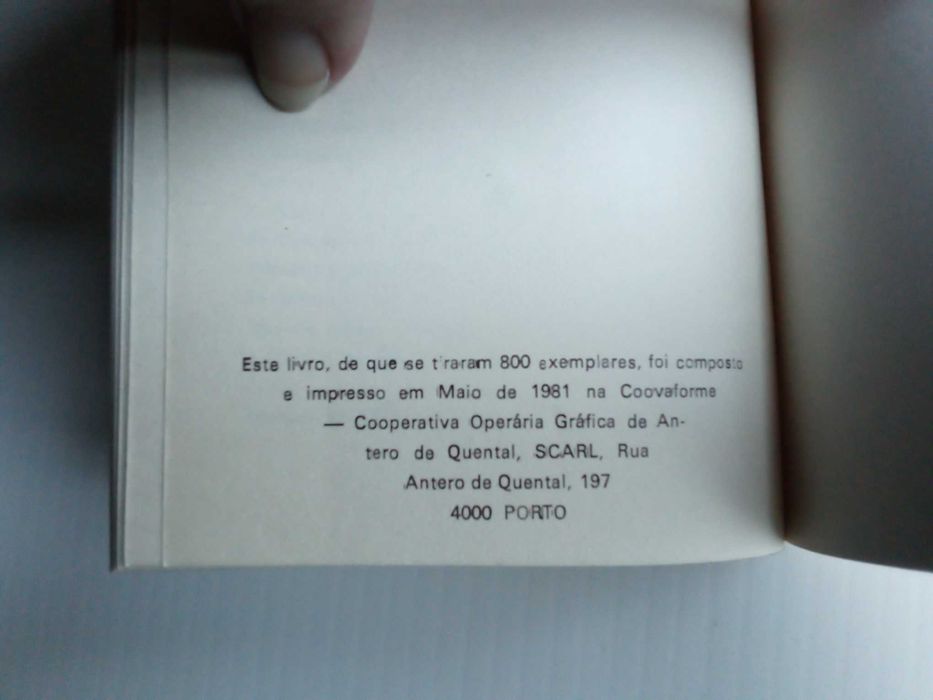 Este livro, de que se tiraram 800 exemplares, foi composto
e impresso em Maio de 1981 na Coovaforme
— Cooperativa Operária Gráfica de An-
tero de Quental, SCARL, Rua
Antero de Quental, 197
4000 PORTO